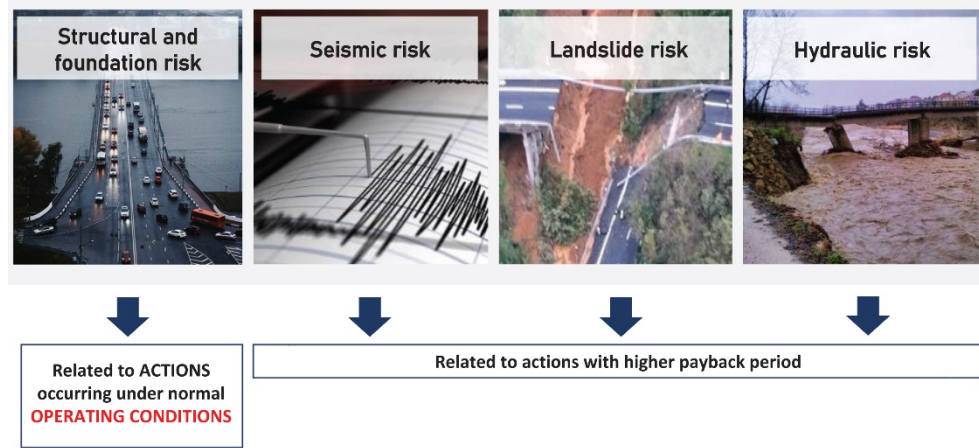 Structural and
foundation risk
Seismic risk
Landslide risk
Hydraulic risk
Related to ACTIONS
occurring under normal
OPERATING CONDITIONS
Related to actions with higher payback period